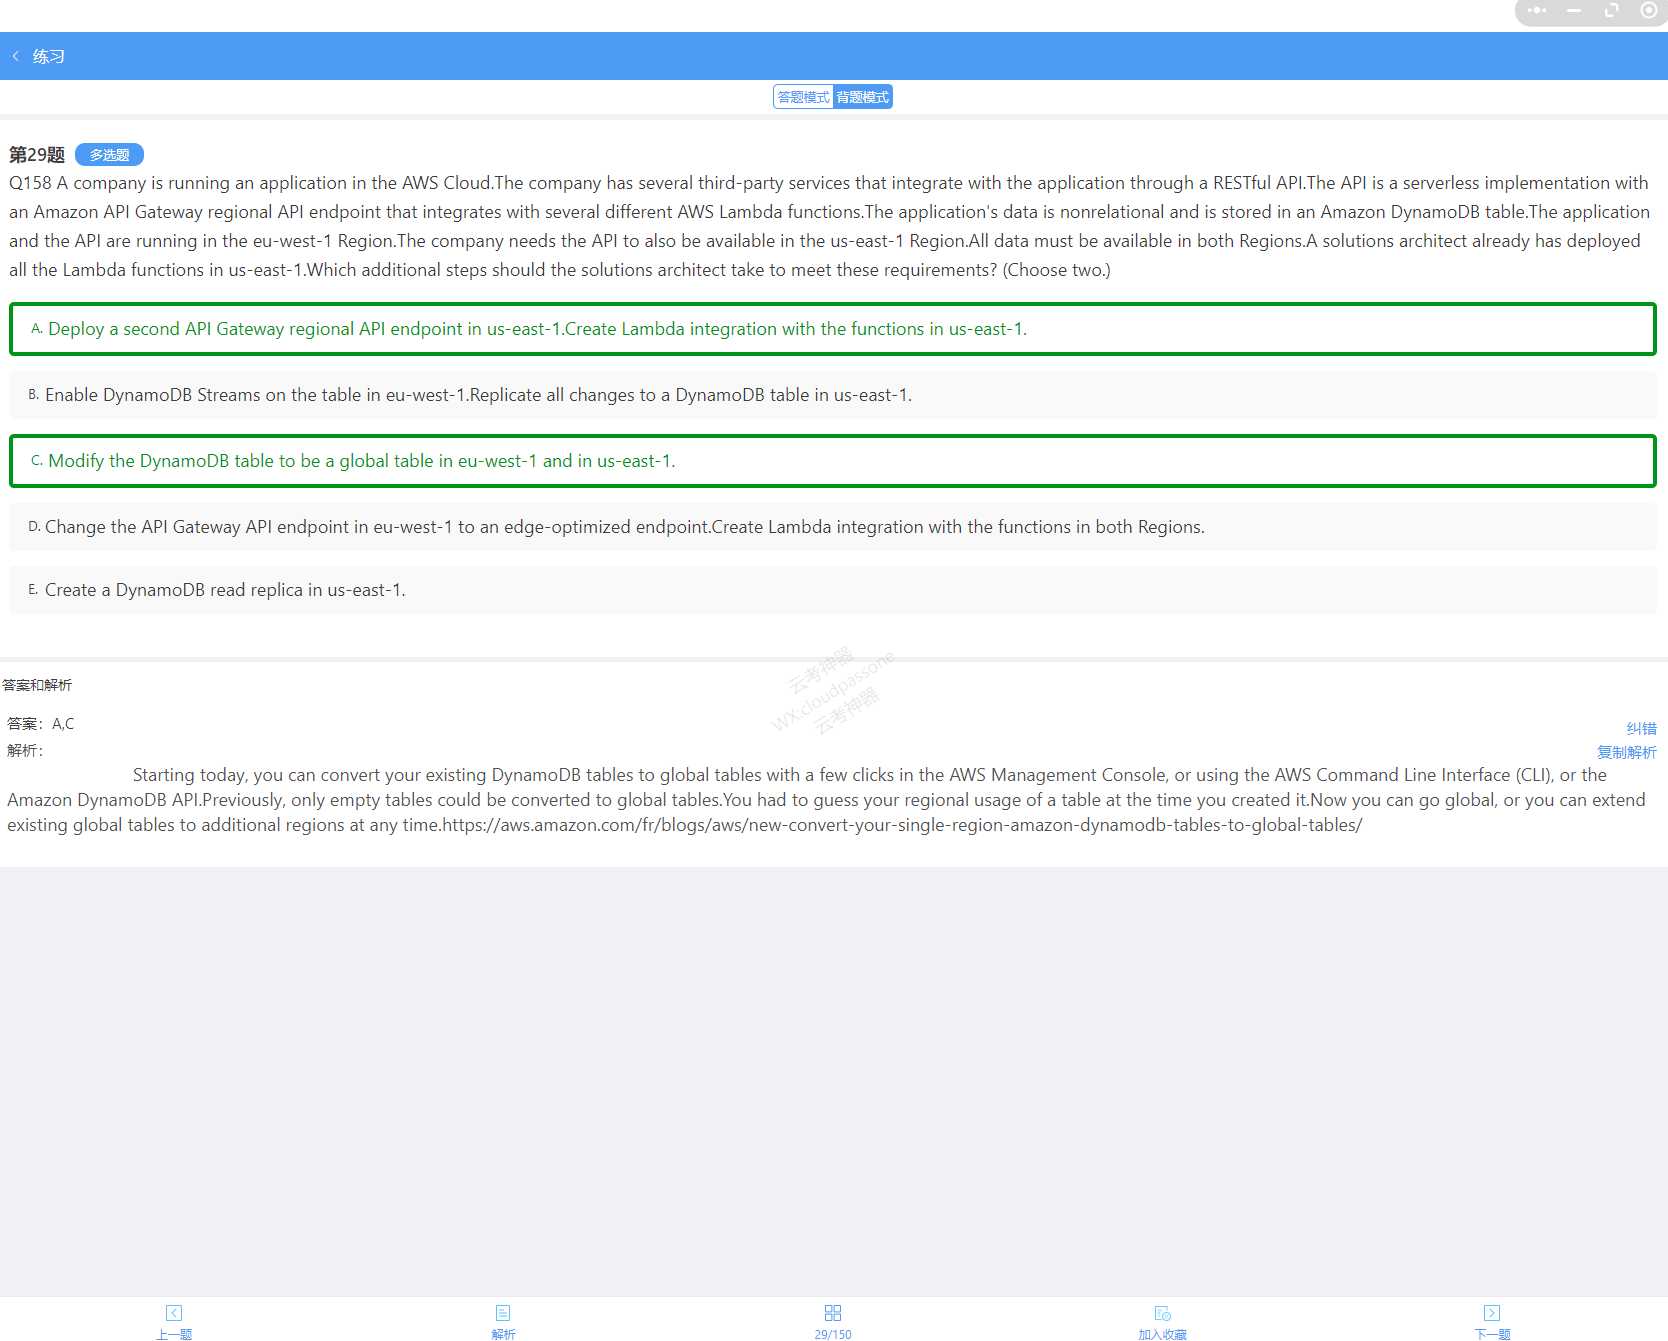 练习
答题模式 背题模式
第29题 多选题
Q158 A company is running an application in the AWS Cloud.The company has several third-party services that integrate with the application through a RESTful API.The API is a serverless implementation with
an Amazon API Gateway regional API endpoint that integrates with several different AWS Lambda functions.The application's data is nonrelational and is stored in an Amazon DynamoDB table.The application
and the API are running in the eu-west-1 Region.The company needs the API to also be available in the us-east-1 Region.All data must be available in both Regions.A solutions architect already has deployed
all the Lambda functions in us-east-1.Which additional steps should the solutions architect take to meet these requirements? (Choose two.)
A. Deploy a second API Gateway regional API endpoint in us-east-1.Create Lambda integration with the functions in us-east-1.
B. Enable DynamoDB Streams on the table in eu-west-1.Replicate all changes to a DynamoDB table in us-east-1.
C. Modify the DynamoDB table to be a global table in eu-west-1 and in us-east-1.
D. Change the API Gateway API endpoint in eu-west-1 to an edge-optimized endpoint.Create Lambda integration with the functions in both Regions.
E. Create a DynamoDB read replica in us-east-1.
云考神器
WX:cloudpassone
云考神器
答案和解析
答案：A,C
纠错
解析：
复制解析
Starting today, you can convert your existing DynamoDB tables to global tables with a few clicks in the AWS Management Console, or using the AWS Command Line Interface (CLI), or the
Amazon DynamoDB API.Previously, only empty tables could be converted to global tables.You had to guess your regional usage of a table at the time you created it.Now you can go global, or you can extend
existing global tables to additional regions at any time.https://aws.amazon.com/fr/blogs/aws/new-convert-your-single-region-amazon-dynamodb-tables-to-global-tables/
上一题 解析 29/150 加入收藏 下一题